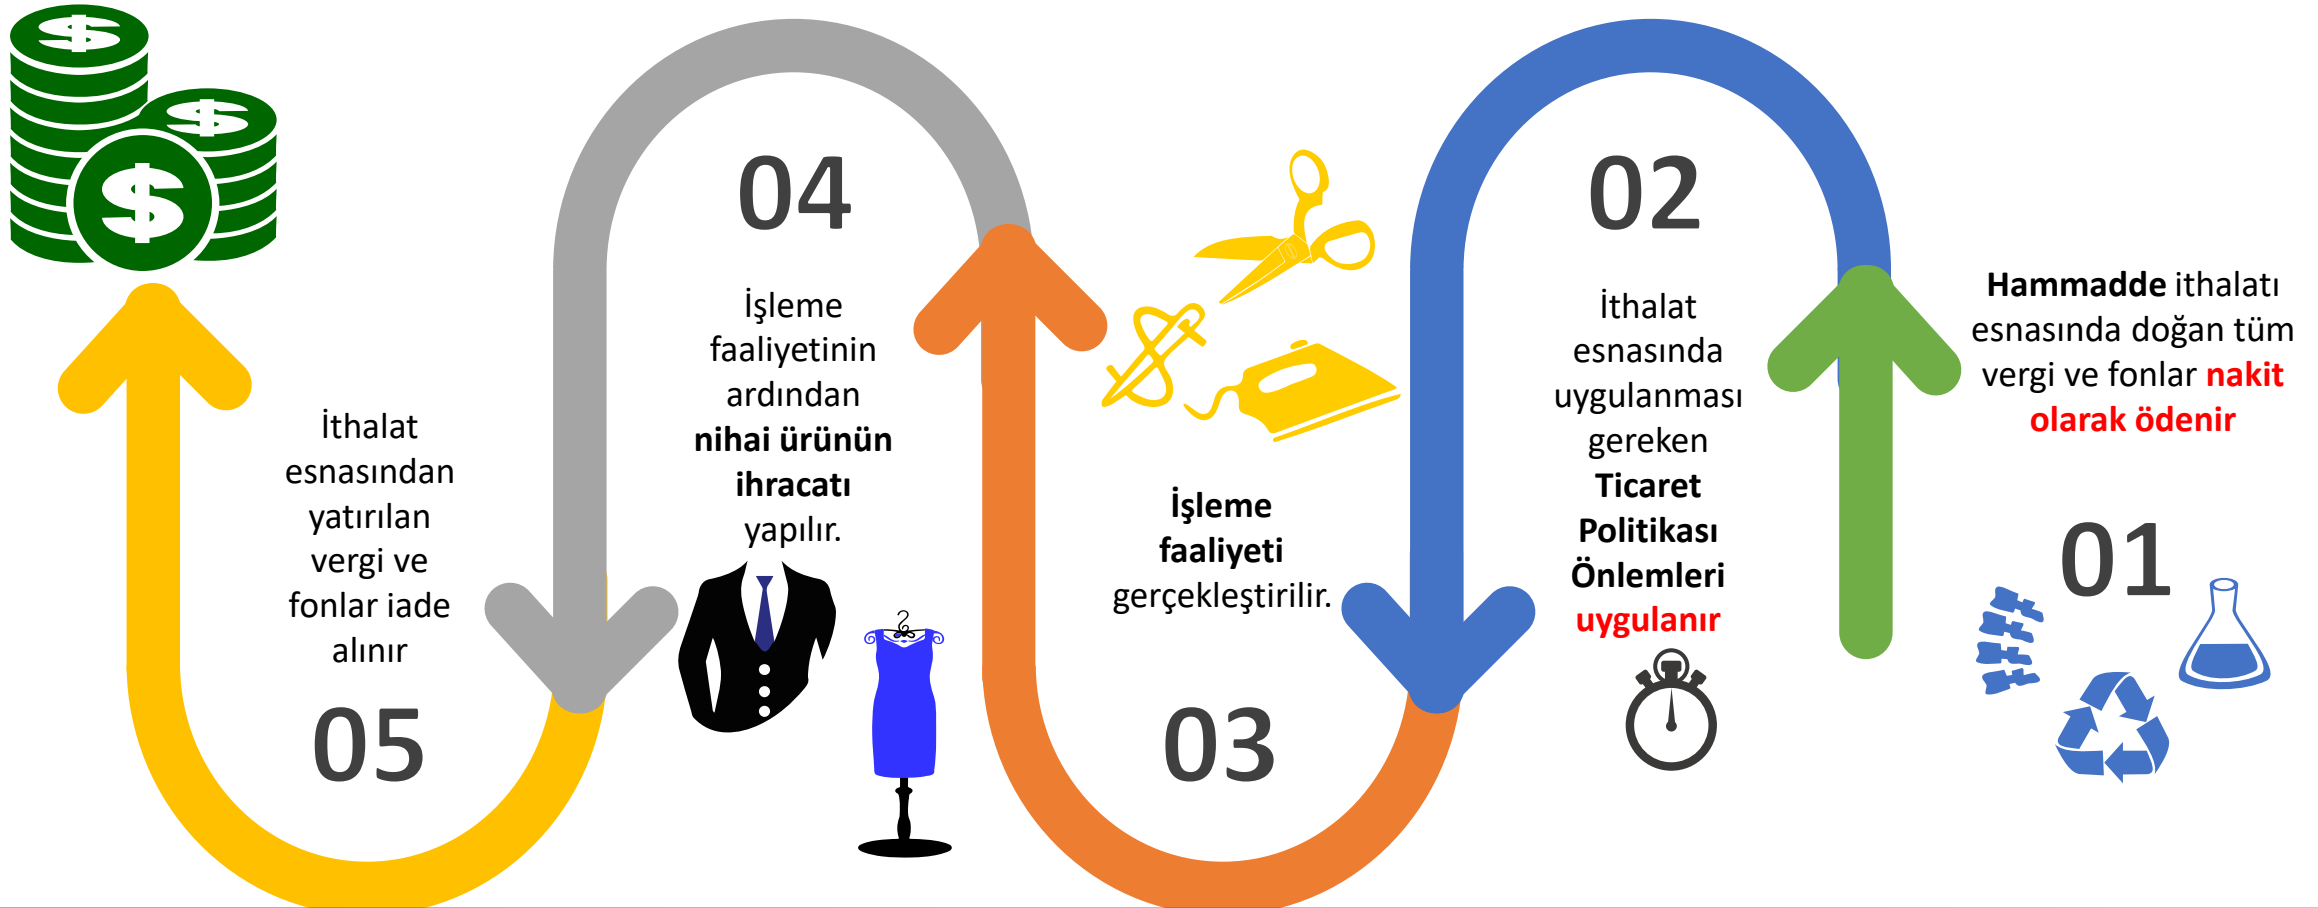 Hammadde ithalatı
esnasında doğan tüm
vergi ve fonlar nakit
olarak ödenir
01
02
İthalat
esnasında
uygulanması
gereken
Ticaret
Politikası
Önlemleri
uygulanır
İşleme
faaliyeti
gerçekleştirilir.
03
04
İşleme
faaliyetinin
ardından
nihai ürünün
ihracatı
yapılır.
İthalat
esnasından
yatırılan
vergi ve
fonlar iade
alınır
05
$
$
$